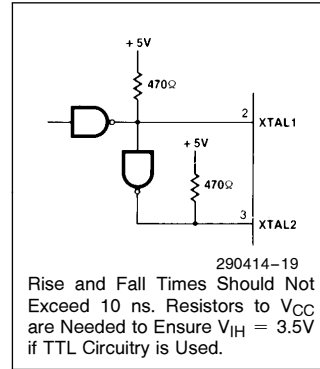 + 5V
470Ω
2
XTAL1
+ 5V
470Ω
3
XTAL2
290414–19
Rise and Fall Times Should Not
Exceed 10 ns. Resistors to VCC
are Needed to Ensure VIH = 3.5V
if TTL Circuitry is Used.